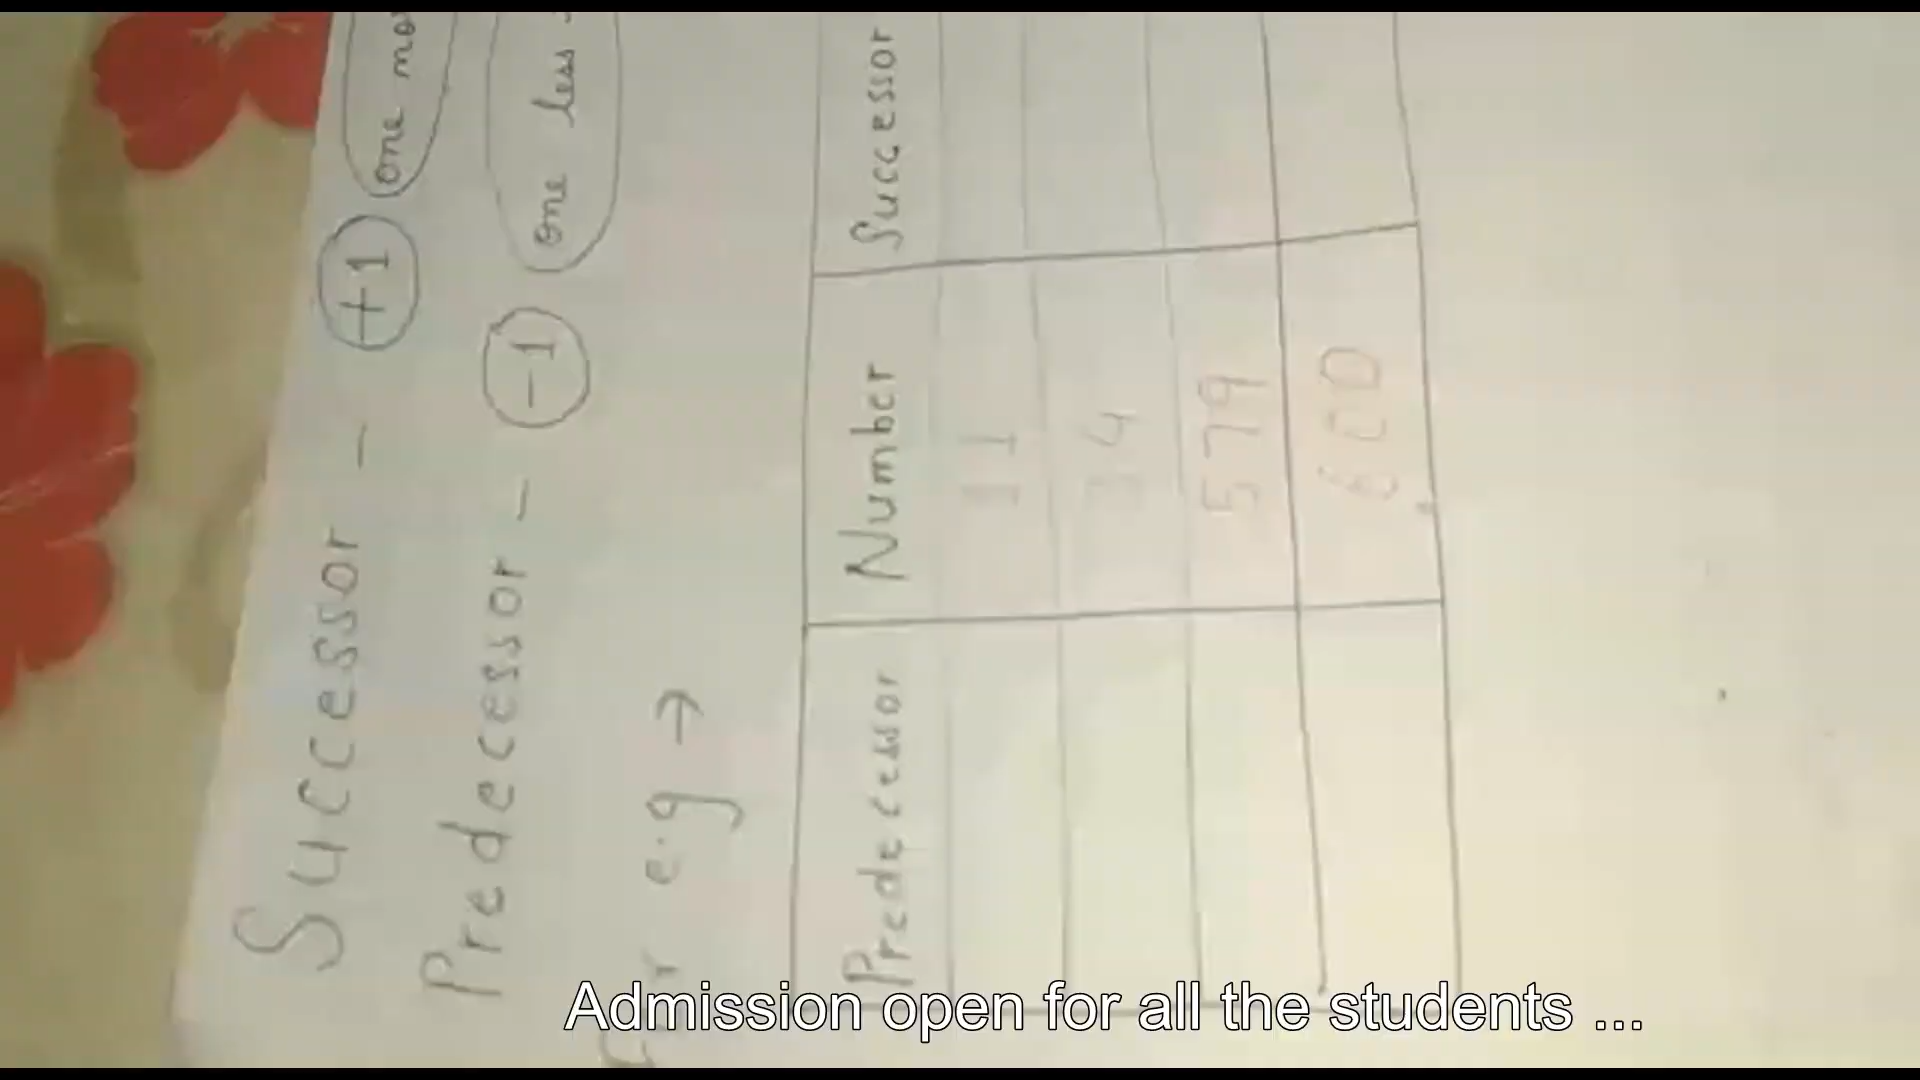 Successor - +1 one mo
Predecessor - -1 one less
e.g →
Predecessor Number Successor
11
34
579
600
Admission open for all the students ...